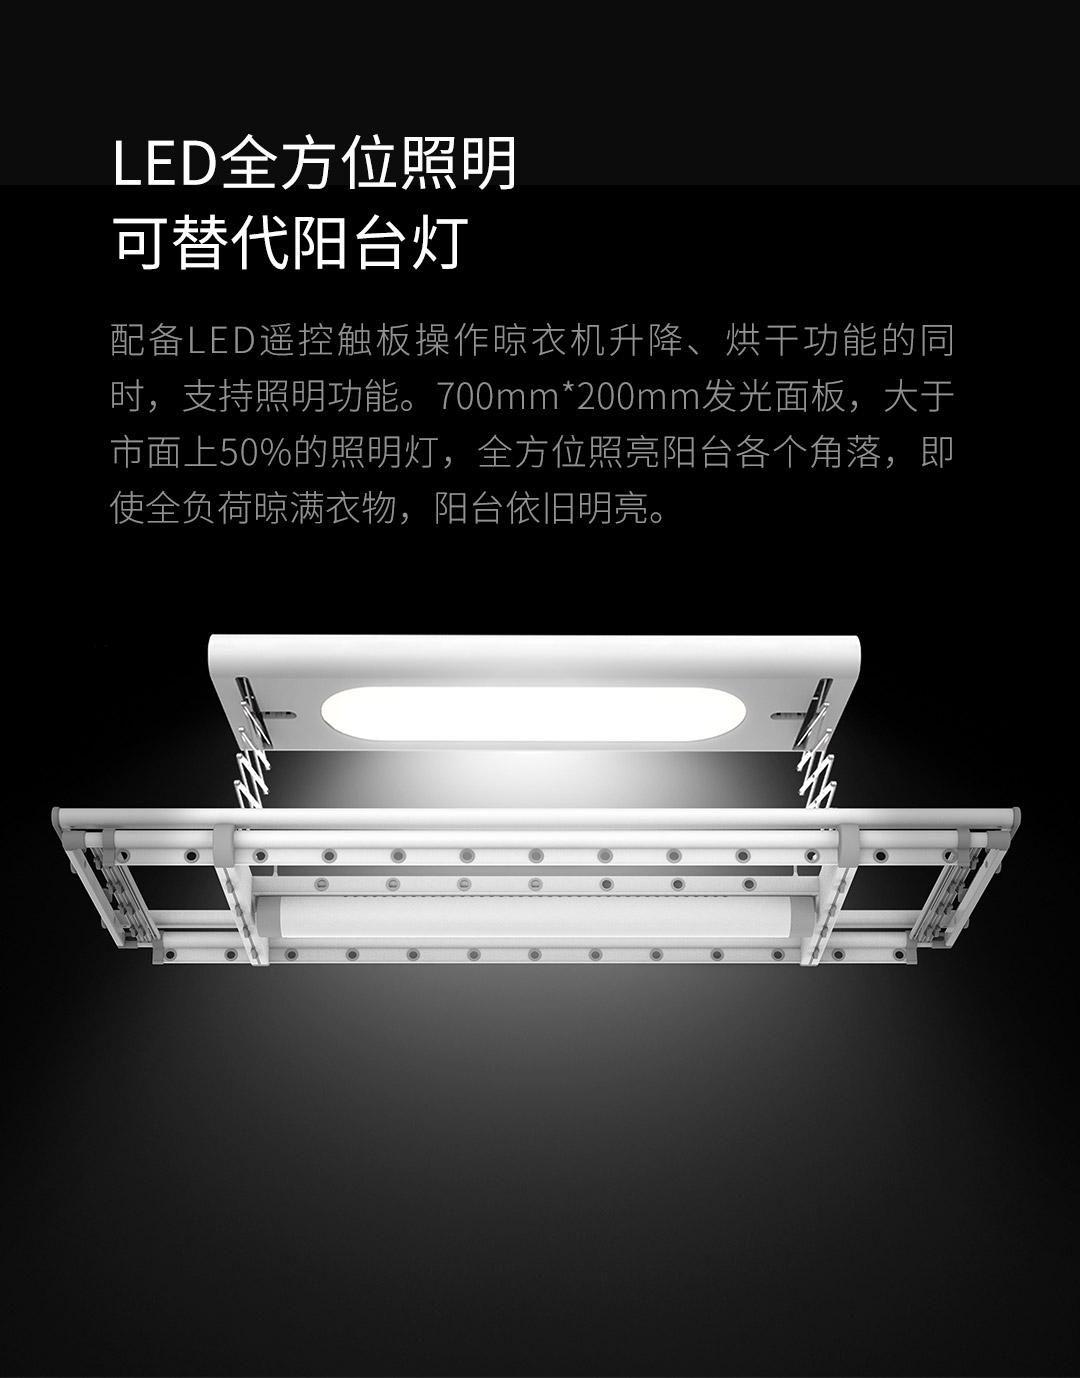 LED全方位照明
可替代阳台灯
配备LED遥控触板操作晾衣机升降、烘干功能的同
时，支持照明功能。700mm*200mm发光面板，大于
市面上50%的照明灯，全方位照亮阳台各个角落，即
使全负荷晾满衣物，阳台依旧明亮。